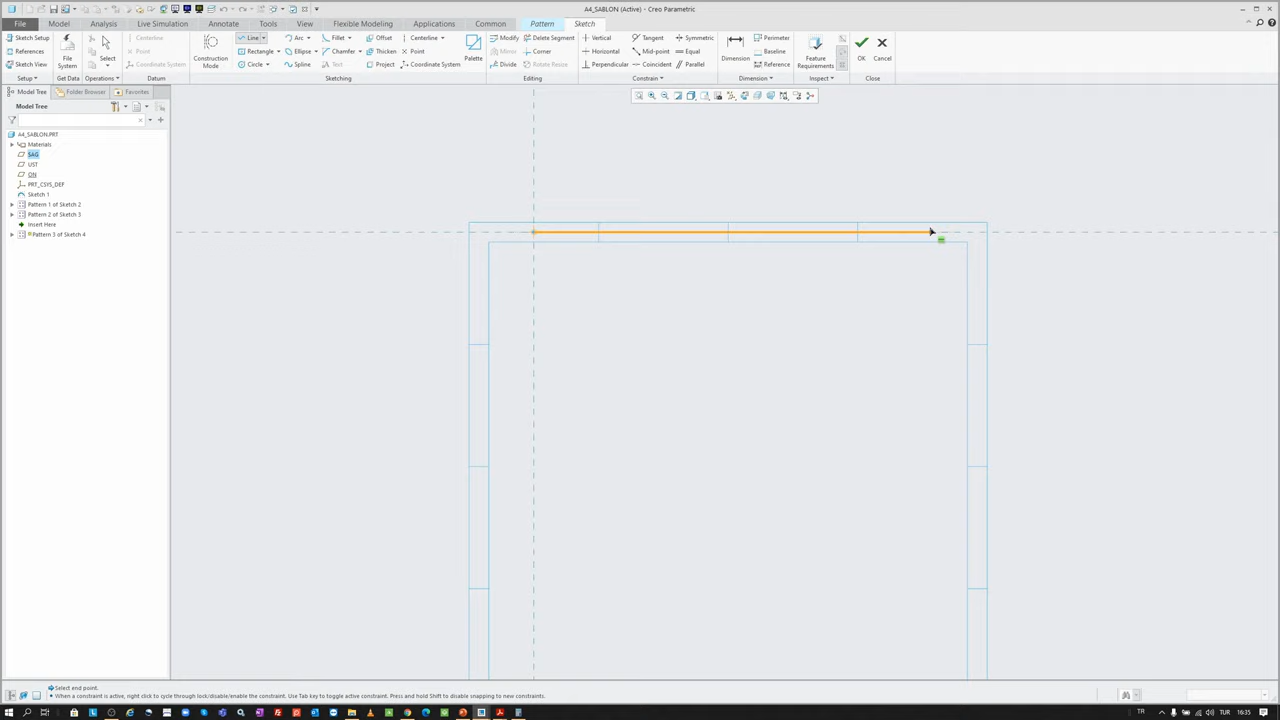 A4_SABLON (Active) - Creo Parametric
File Model Analysis Live Simulation Annotate Tools View Flexible Modeling Applications Common Pattern Sketch
Sketch Setup Line Arc Fillet Offset Centerline Modify Delete Segment Vertical Tangent Symmetric Perimeter
Centerline
References Rectangle Ellipse Chamfer Thicken Point Mirror Corner Horizontal Mid-point Equal Baseline
Point
Sketch View Coordinate System Circle Spline Text Project Coordinate System Divide Rotate Resize Perpendicular Coincident Parallel Reference
File System Select Construction Mode Palette Dimension Feature Requirements OK Cancel
Setup Get Data Operations Datum Sketching Editing Constrain Dimension Inspect Close
Model Tree Folder Browser Favorites
Model Tree
A4_SABLON.PRT
Materials
SAG
UST
ON
PRT_CSYS_DEF
Sketch 1
Pattern 1 of Sketch 2
Pattern 2 of Sketch 3
Insert Here
Pattern 3 of Sketch 4
Select end point.
When a constraint is active, right click to cycle through lock/disable/enable the constraint. Use Tab key to toggle active constraint. Press and hold Shift to disable snapping to new constraints.
TR TUR 16:35